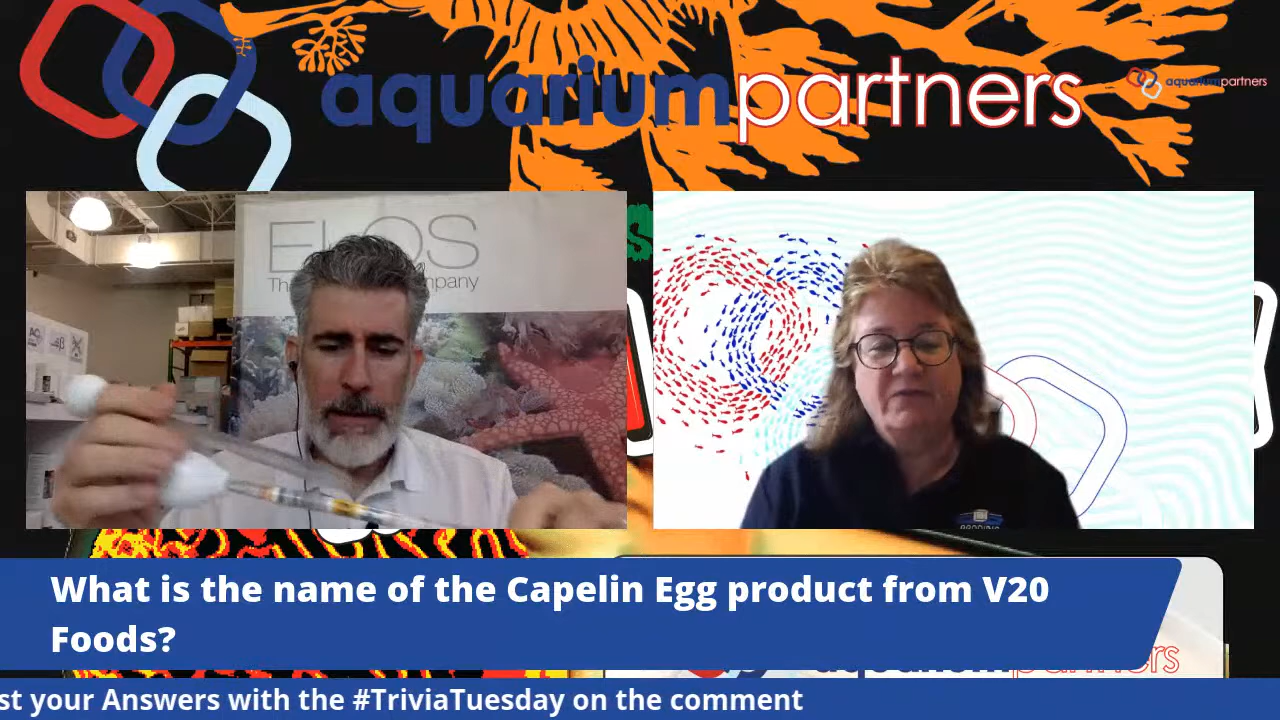 aquariumpartners
aquariumpartners
ELOS
What is the name of the Capelin Egg product from V20
Foods?
st your Answers with the #TriviaTuesday on the comment